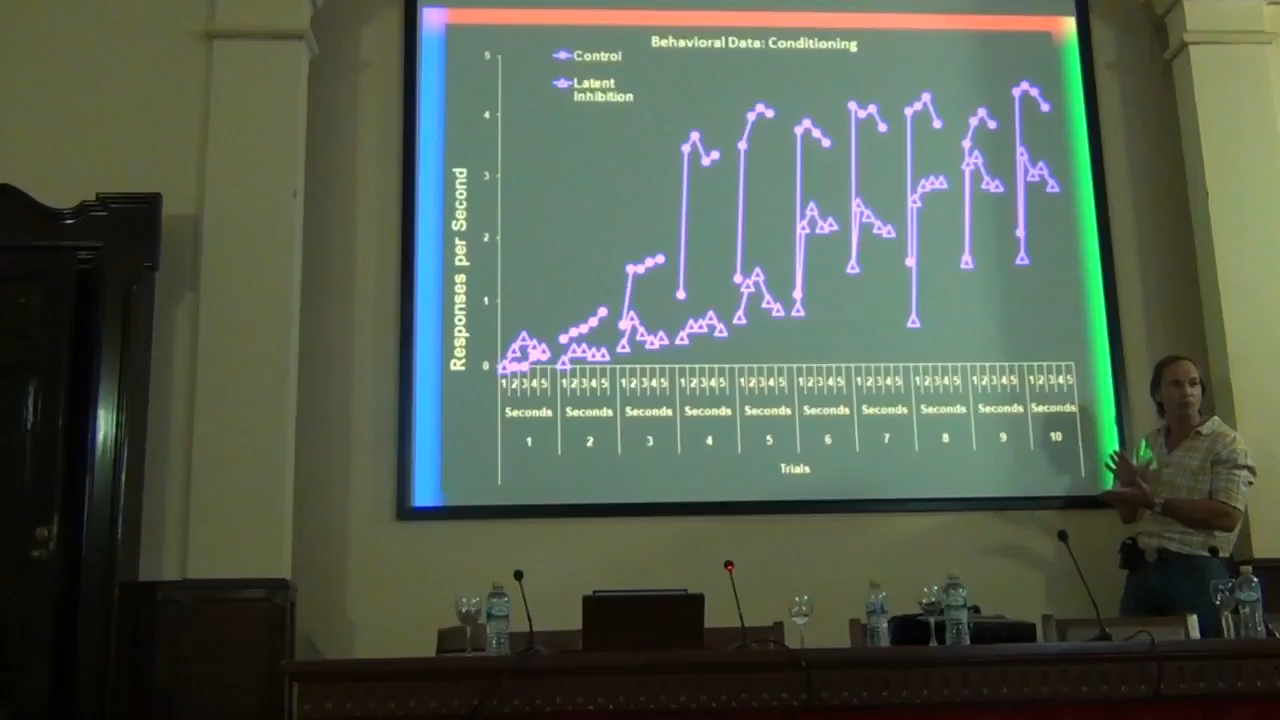 Behavioral Data: Conditioning
Control
Latent
Inhibition
Responses per Second
5
4
3
2
1
0
1 2 3 4 5 1 2 3 4 5 1 2 3 4 5 1 2 3 4 5 1 2 3 4 5 1 2 3 4 5 1 2 3 4 5 1 2 3 4 5 1 2 3 4 5 1 2 3 4 5
Seconds Seconds Seconds Seconds Seconds Seconds Seconds Seconds Seconds Seconds
1 2 3 4 5 6 7 8 9 10
Trials